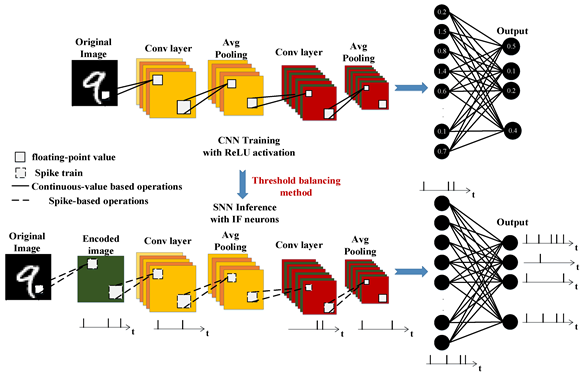 Original
Image
Conv layer
Avg
Pooling
Conv layer
Avg
Pooling
Output
0.2
1.5
0.8
1.4
0.6
0.1
0.7
0.5
0.1
0.2
0.4
CNN Training
with ReLU activation
floating-point value
Spike train
Continuous-value based operations
Spike-based operations
Threshold balancing
method
SNN Inference
with IF neurons
Original
Image
Encoded
image
Conv layer
Avg
Pooling
Conv layer
Avg
Pooling
Output
t
t
t
t
t
t
t
t
t
t